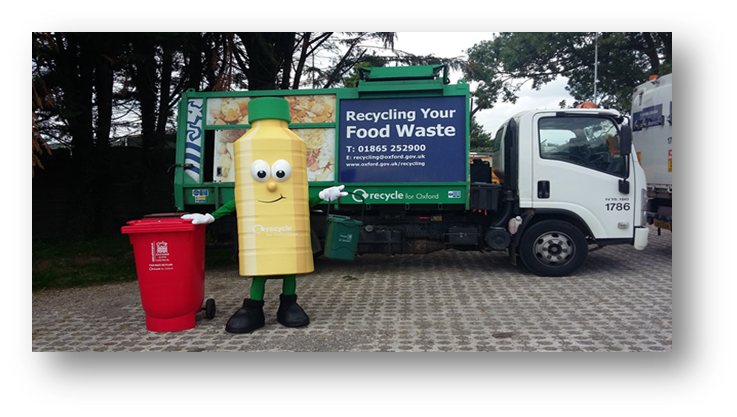 Recycling Your
Food Waste
T: 01865 252900
E: recycling@oxford.gov.uk
www.oxford.gov.uk/recycling
recycle for Oxford
recycle
1786